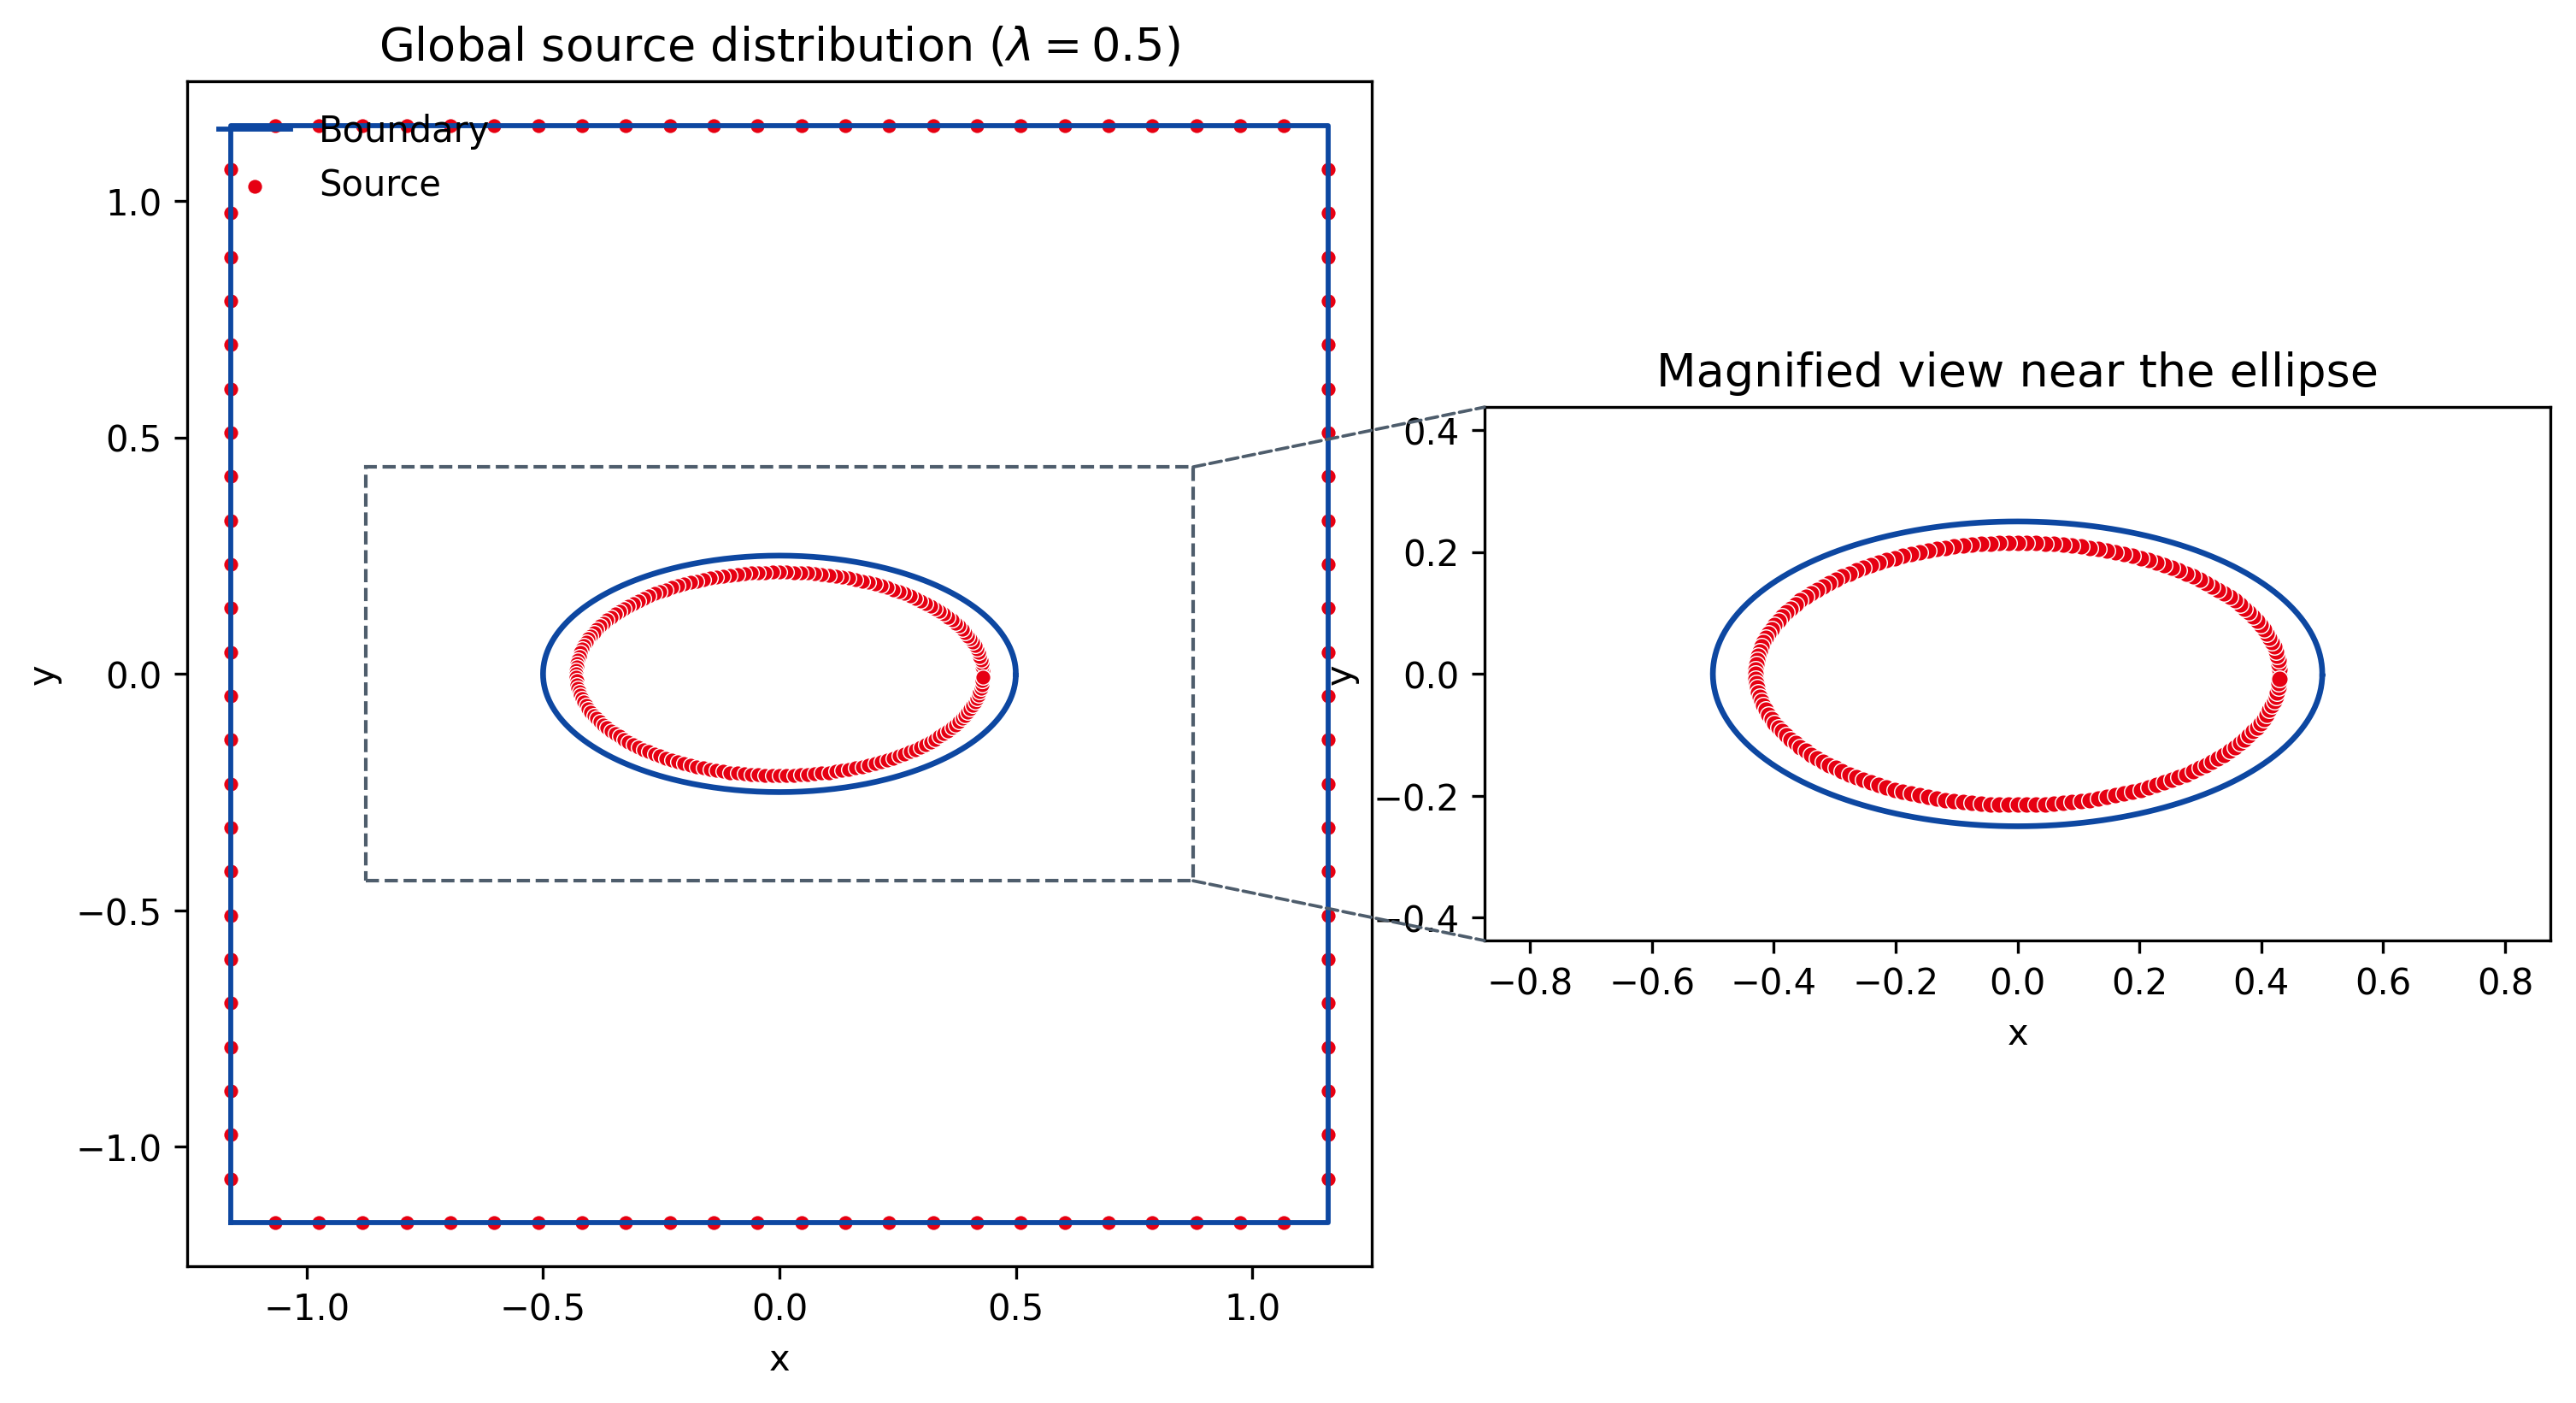 Global source distribution (λ = 0.5)
Boundary
Source
1.0
0.5
0.0
−0.5
−1.0
y
−1.0 −0.5 0.0 0.5 1.0
x
Magnified view near the ellipse
0.4
0.2
0.0
−0.2
−0.4
y
−0.8 −0.6 −0.4 −0.2 0.0 0.2 0.4 0.6 0.8
x